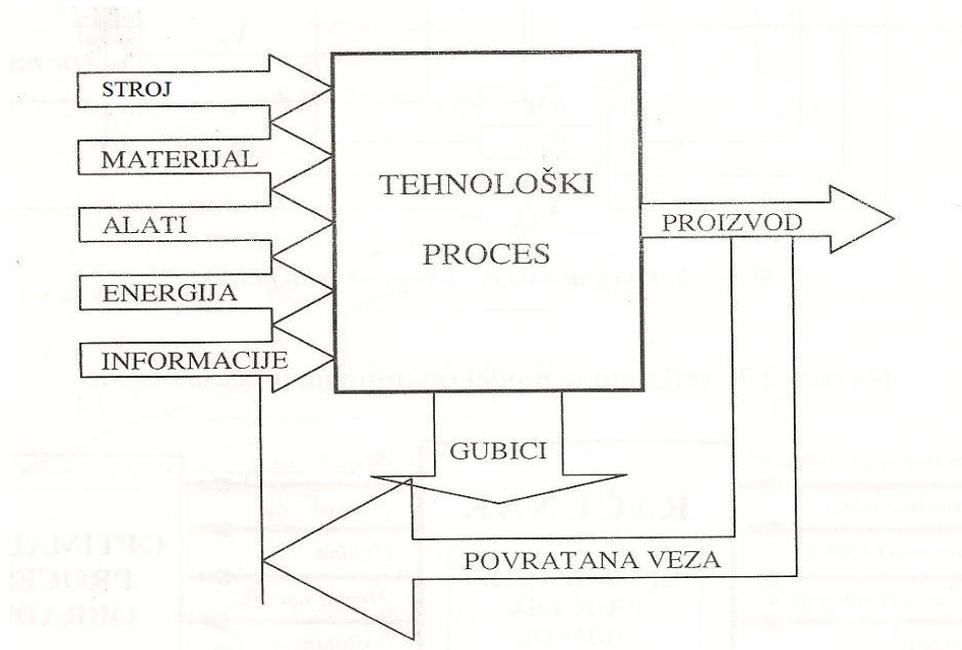 STROJ
MATERIJAL
ALATI
ENERGIJA
INFORMACIJE
TEHNOLOŠKI
PROCES
PROIZVOD
GUBICI
POVRATANA VEZA